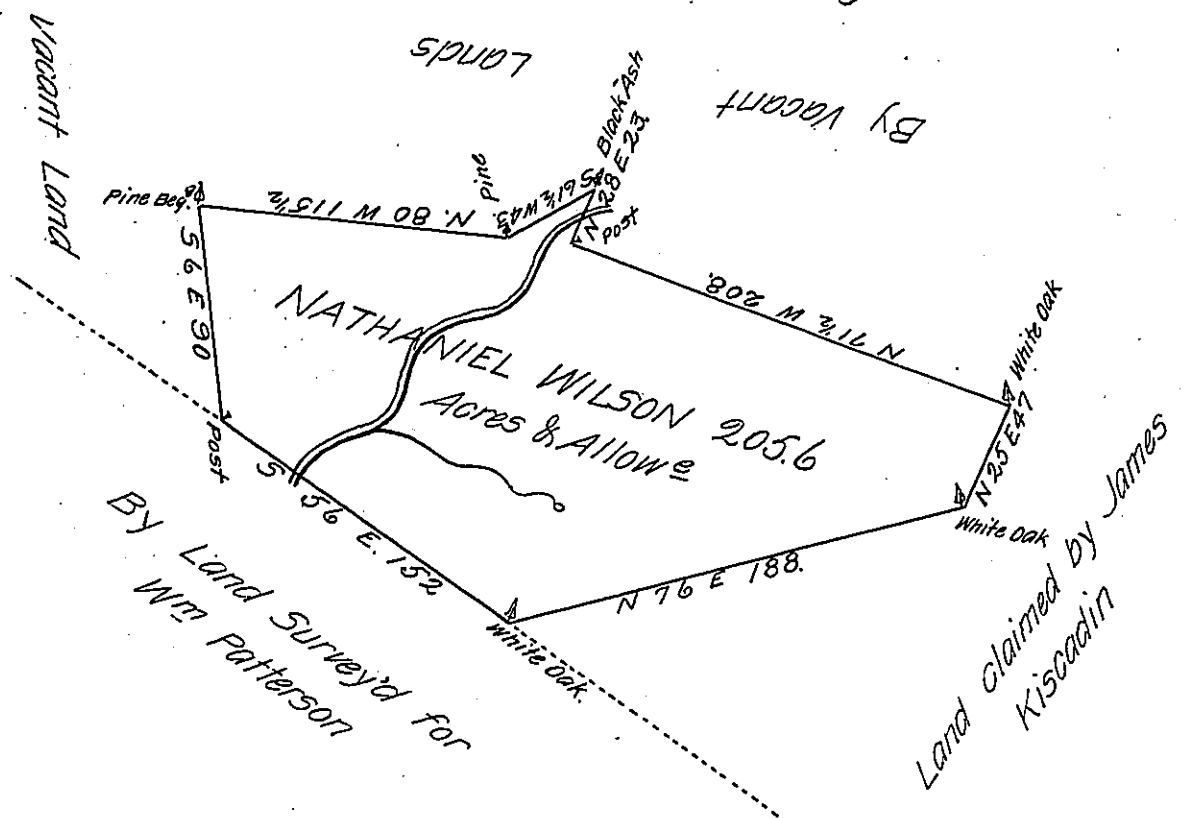 Vacant Land
Lands
By Vacant
Pine Beg.
S 6 E 90
N. 80 W 115½
Pine
S 61½ W 43.
Black Ash
N 28 E 23.
Post
N 71½ W 208.
White Oak
N 25 E 47
White Oak
N 76 E 188.
White Oak.
S 56 E. 152
Post
NATHANIEL WILSON 205.6
Acres & Allowe
By Land Survey'd for
Wm Patterson
Land claimed by James
Kiscadin